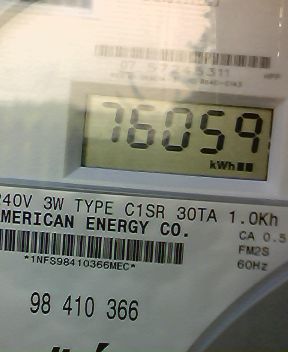 76059
kWh
240V 3W TYPE C1SR 30TA 1.0Kh
AMERICAN ENERGY CO.
CA 0.5
FM2S
*1NFS98410366MEC*
60Hz
98 410 366